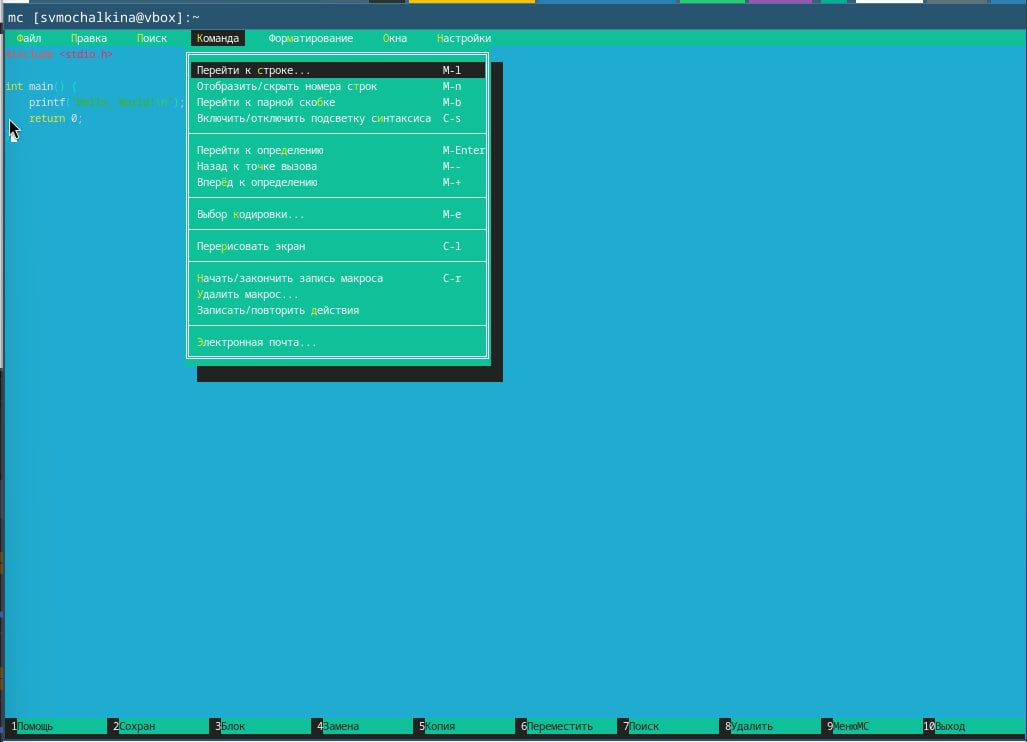 mc [svmochalkina@vbox]:~
Файл Правка Поиск Команда Форматирование Окна Настройки
#include <stdio.h>
int main() {
printf("Hello, World!\n");
return 0;
Перейти к строке... M-l
Отобразить/скрыть номера строк M-n
Перейти к парной скобке M-b
Включить/отключить подсветку синтаксиса C-s
Перейти к определению M-Enter
Назад к точке вызова M--
Вперёд к определению M-+
Выбор кодировки... M-e
Перерисовать экран C-l
Начать/закончить запись макроса C-r
Удалить макрос...
Записать/повторить действия
Электронная почта...
1Помощь 2Сохран 3Блок 4Замена 5Копия 6Переместить 7Поиск 8Удалить 9МенюMC 10Выход